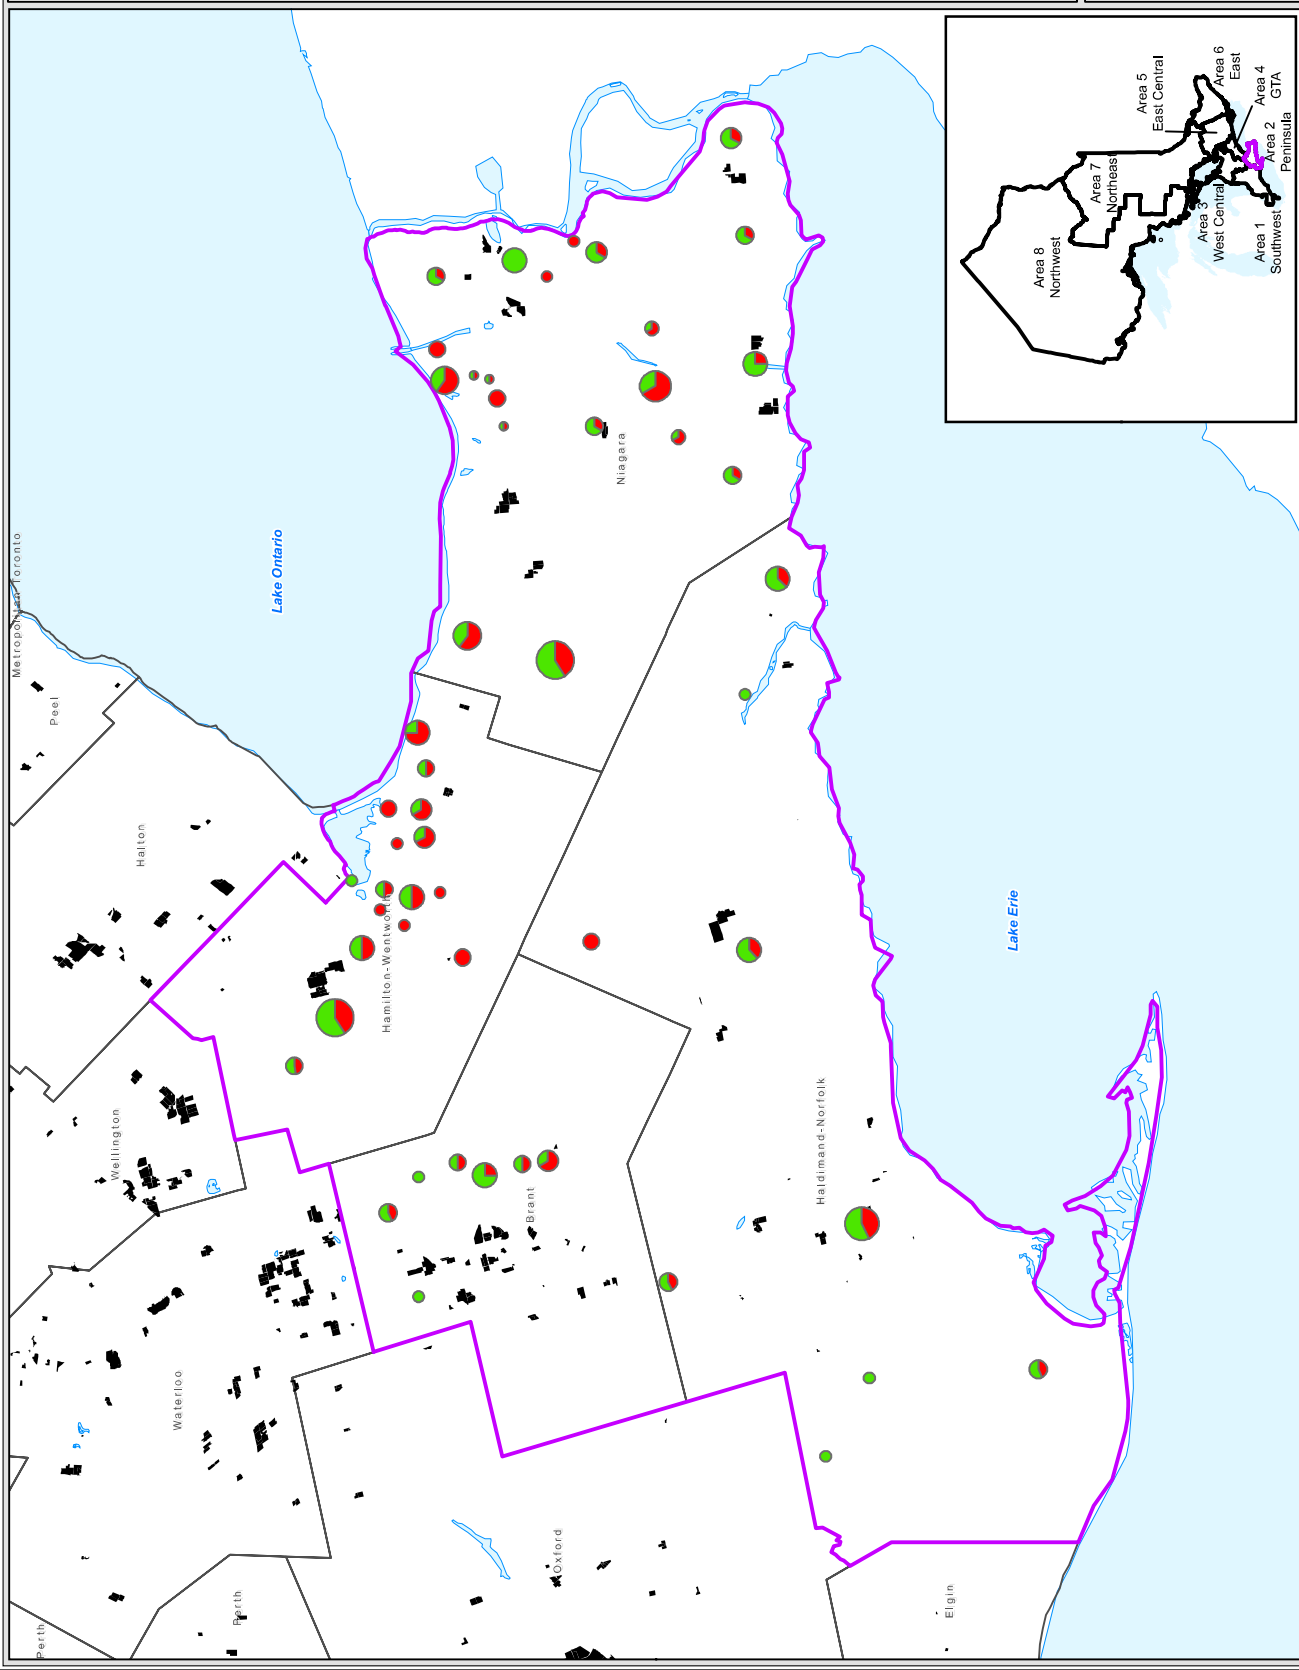 Metropolitan Toronto
Peel
Halton
Lake Ontario
Wellington
Waterloo
Perth
Perth
Oxford
Elgin
Brant
Hamilton-Wentworth
Niagara
Haldimand-Norfolk
Lake Erie
Area 8
Northwest
Area 7
Northeast
Area 5
East Central
Area 6
East
Area 4
GTA
Area 2
Peninsula
Area 3
West Central
Area 1
Southwest